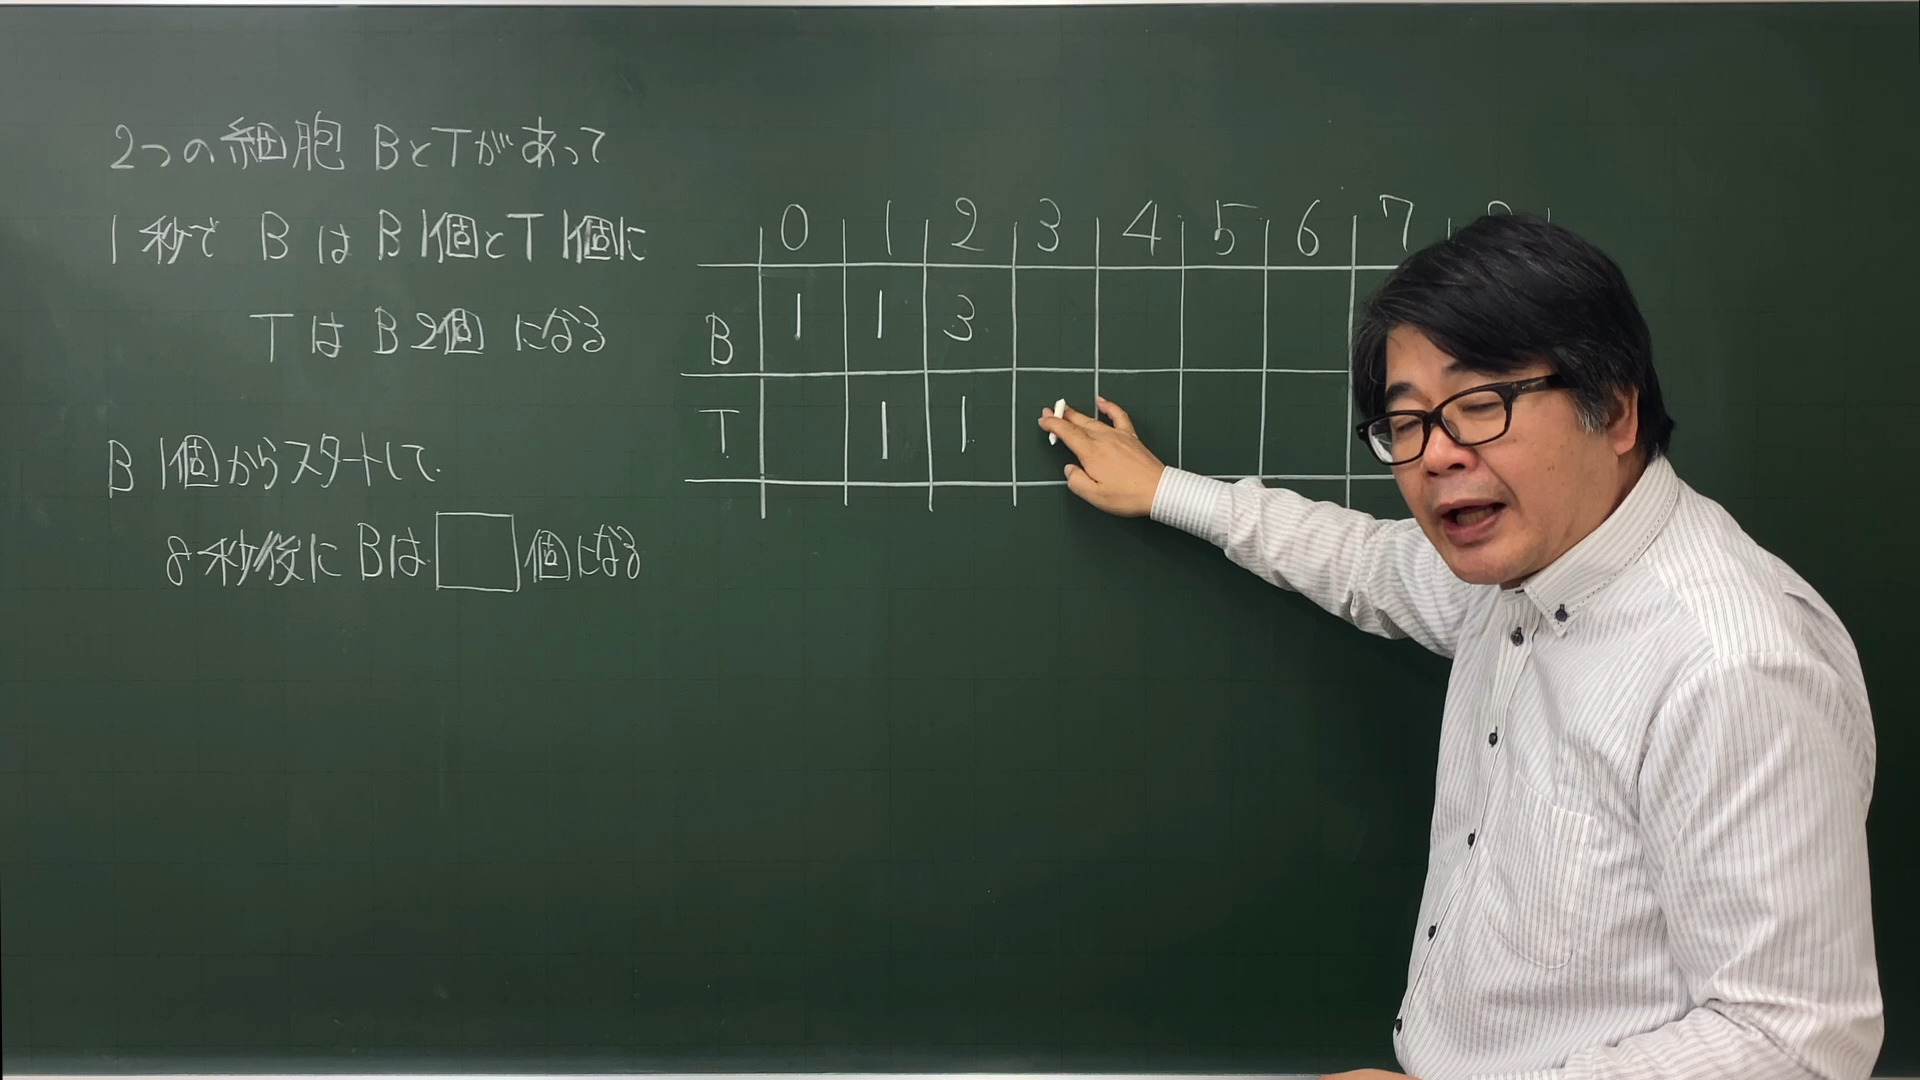 2つの細胞 BとTがあって
1秒で B は B 1個とT 1個に
T は B 2個 になる
B 1個からスタートして
8秒後に Bは□個になる
0 1 2 3 4 5 6 7
B 1 1 3
T 1 1